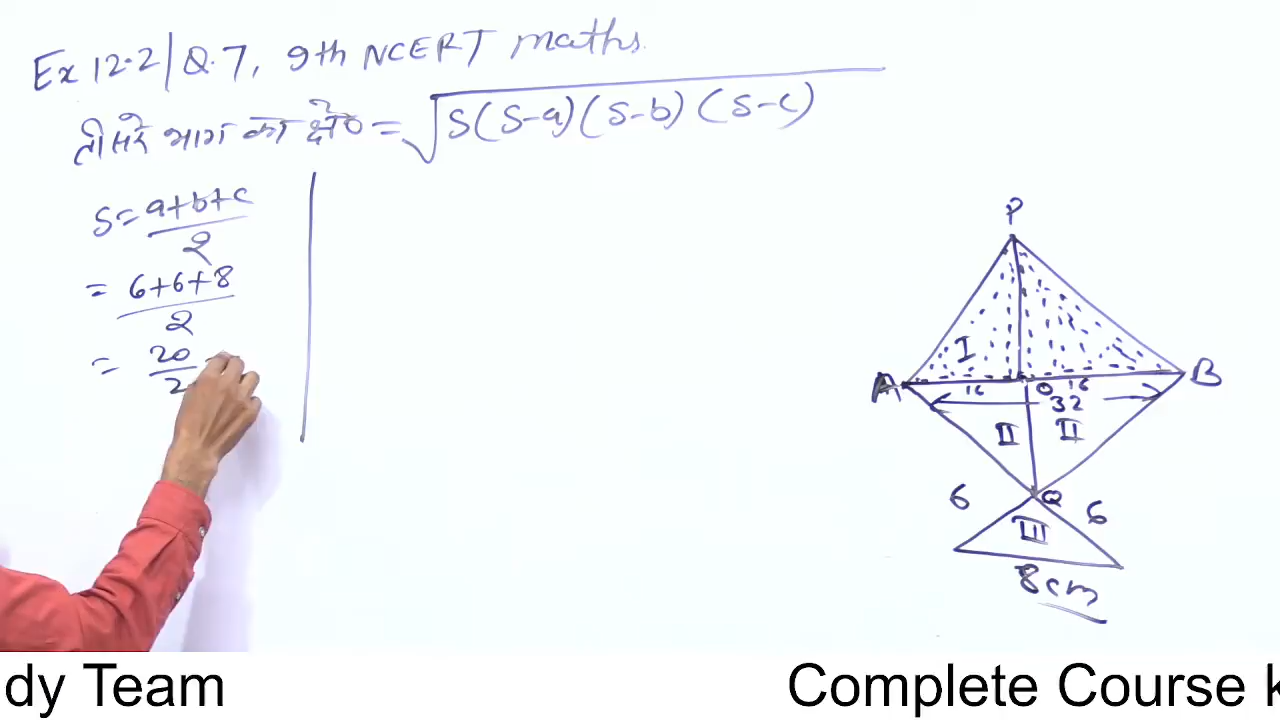 Ex 12.2 | Q.7, 9th NCERT maths.
तीसरे भाग का क्षे० = √S(S-a)(S-b)(S-c)
S = a+b+c
2
= 6+6+8
2
= 20
2
P
I
A
B
16
O
16
32
II
II
6
Q
6
III
8cm
dy Team
Complete Course k